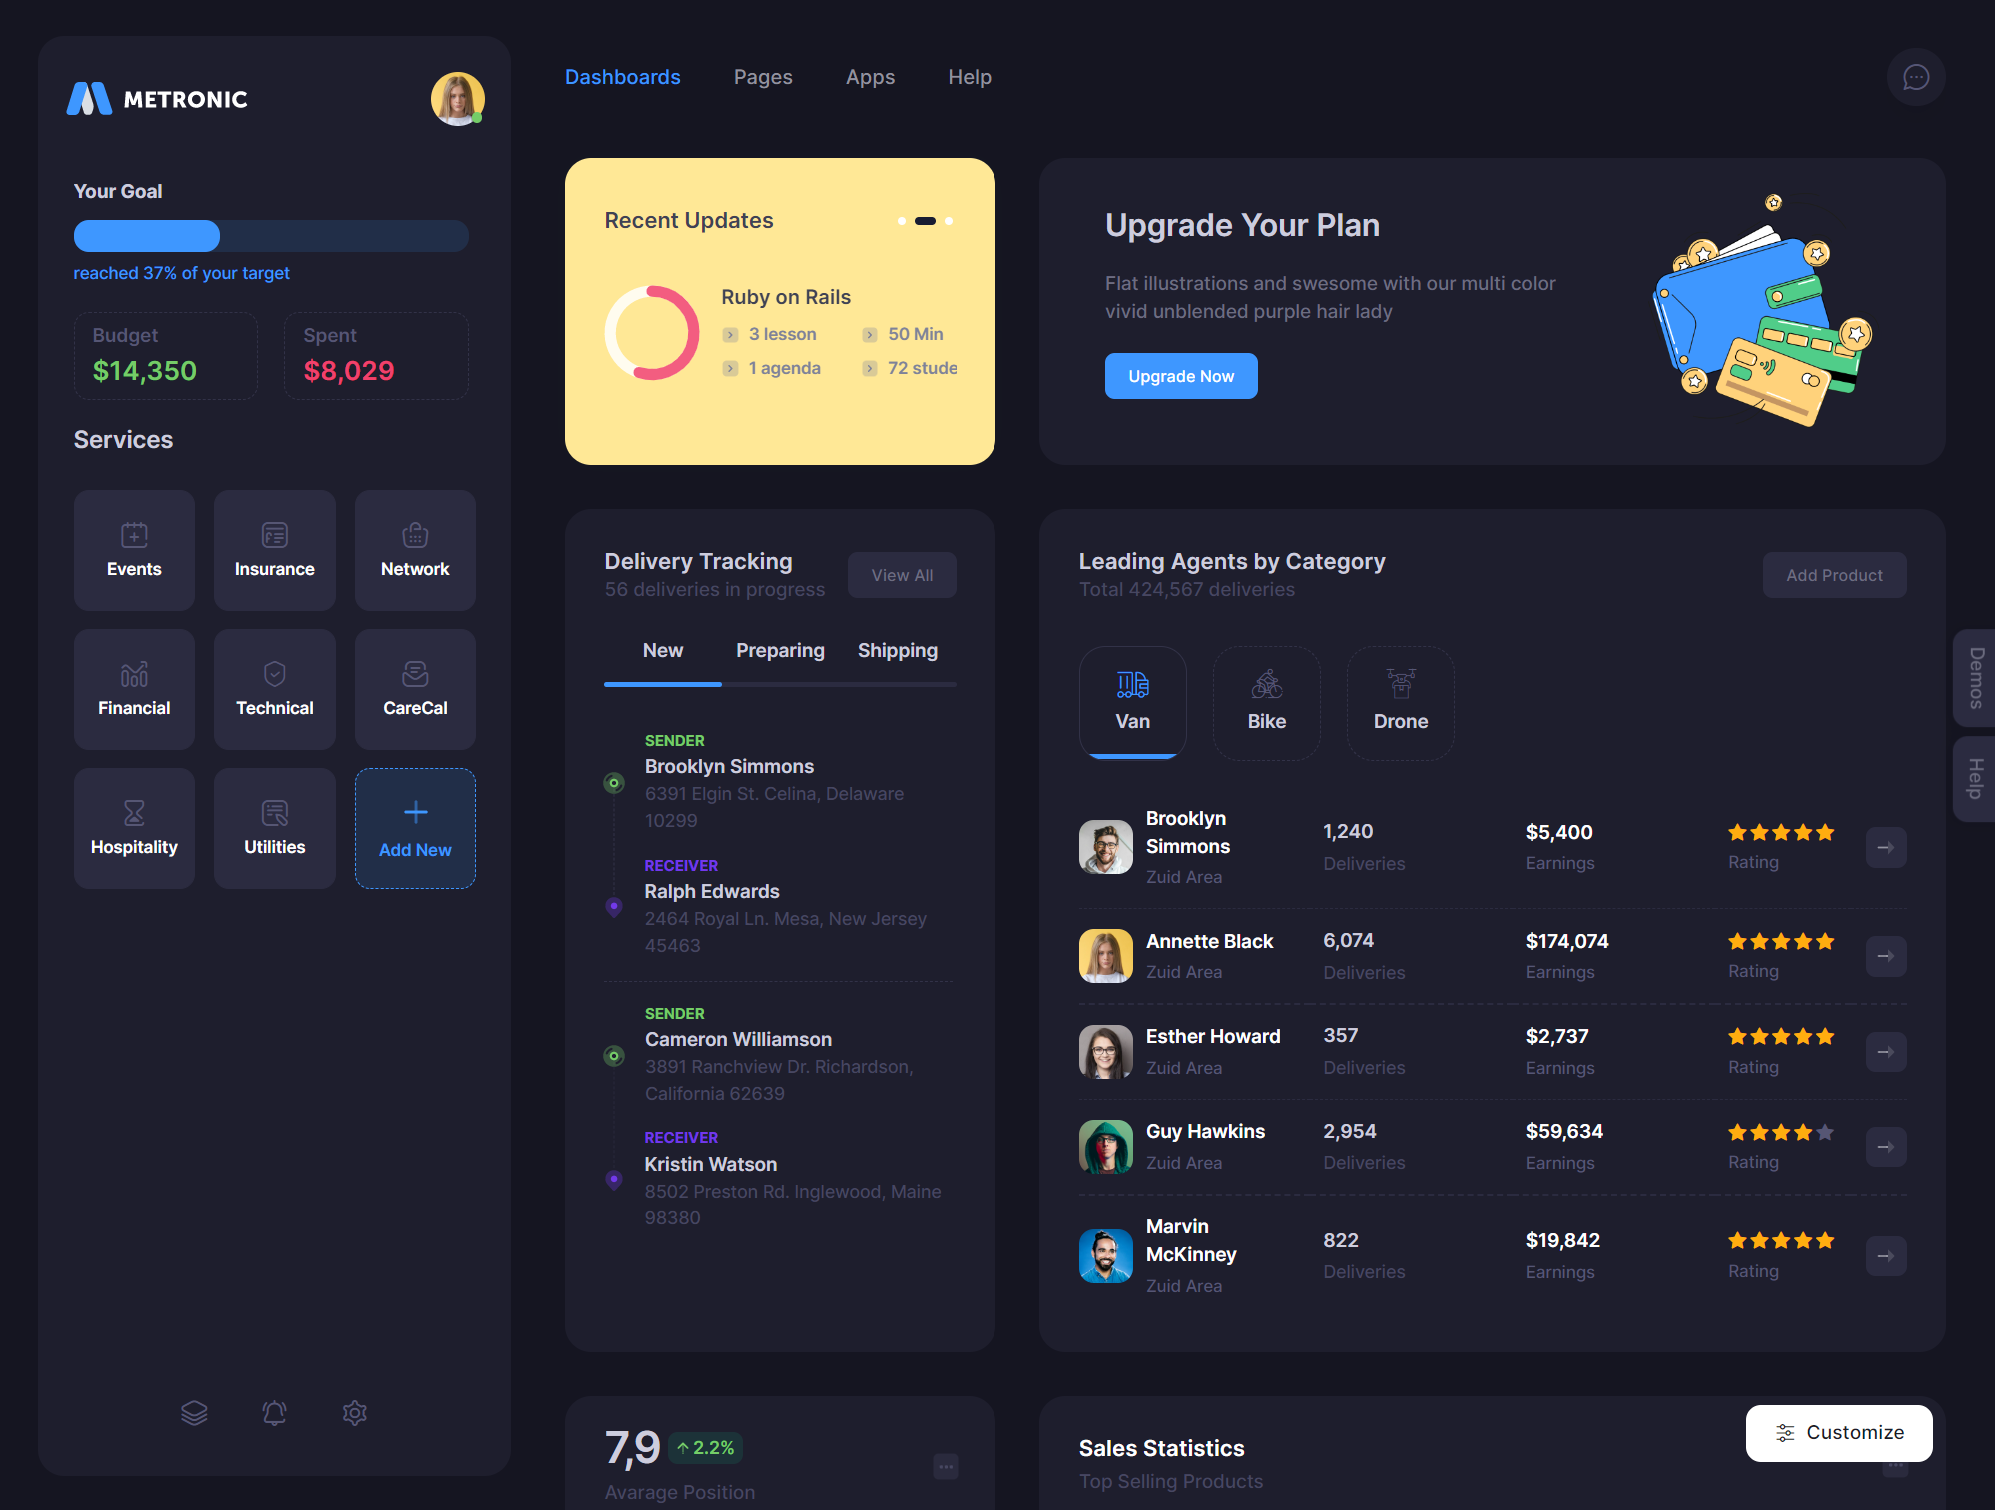 METRONIC
Your Goal
reached 37% of your target
Budget
$14,350
Spent
$8,029
Services
Events
Insurance
Network
Financial
Technical
CareCal
Hospitality
Utilities
Add New
Dashboards
Pages
Apps
Help
Recent Updates
Ruby on Rails
3 lesson
50 Min
1 agenda
72 stude
Upgrade Your Plan
Flat illustrations and swesome with our multi color
vivid unblended purple hair lady
Upgrade Now
Delivery Tracking
56 deliveries in progress
View All
New
Preparing
Shipping
SENDER
Brooklyn Simmons
6391 Elgin St. Celina, Delaware
10299
RECEIVER
Ralph Edwards
2464 Royal Ln. Mesa, New Jersey
45463
SENDER
Cameron Williamson
3891 Ranchview Dr. Richardson,
California 62639
RECEIVER
Kristin Watson
8502 Preston Rd. Inglewood, Maine
98380
Leading Agents by Category
Total 424,567 deliveries
Add Product
Van
Bike
Drone
Brooklyn
Simmons
Zuid Area
1,240
Deliveries
$5,400
Earnings
Rating
Annette Black
Zuid Area
6,074
Deliveries
$174,074
Earnings
Rating
Esther Howard
Zuid Area
357
Deliveries
$2,737
Earnings
Rating
Guy Hawkins
Zuid Area
2,954
Deliveries
$59,634
Earnings
Rating
Marvin
McKinney
Zuid Area
822
Deliveries
$19,842
Earnings
Rating
Demos
Help
7,9
2.2%
Avarage Position
Sales Statistics
Top Selling Products
Customize